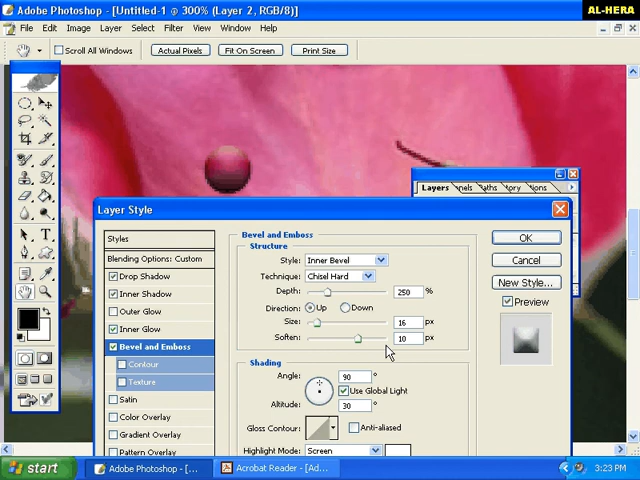 Adobe Photoshop - [Untitled-1 @ 300% (Layer 2, RGB/8)]
AL-HERA
File Edit Image Layer Select Filter View Window Help
Scroll All Windows Actual Pixels Fit On Screen Print Size
Layers nnels Paths tory tions
Layer Style
Styles
Blending Options: Custom
Drop Shadow
Inner Shadow
Outer Glow
Inner Glow
Bevel and Emboss
Contour
Texture
Satin
Color Overlay
Gradient Overlay
Pattern Overlay
Bevel and Emboss
Structure
Style: Inner Bevel
Technique: Chisel Hard
Depth: 250 %
Direction: Up Down
Size: 16 px
Soften: 10 px
Shading
Angle: 90 °
Use Global Light
Altitude: 30 °
Gloss Contour: Anti-aliased
Highlight Mode: Screen
OK
Cancel
New Style...
Preview
start
Adobe Photoshop - [...
Acrobat Reader - [Ad...
3:23 PM